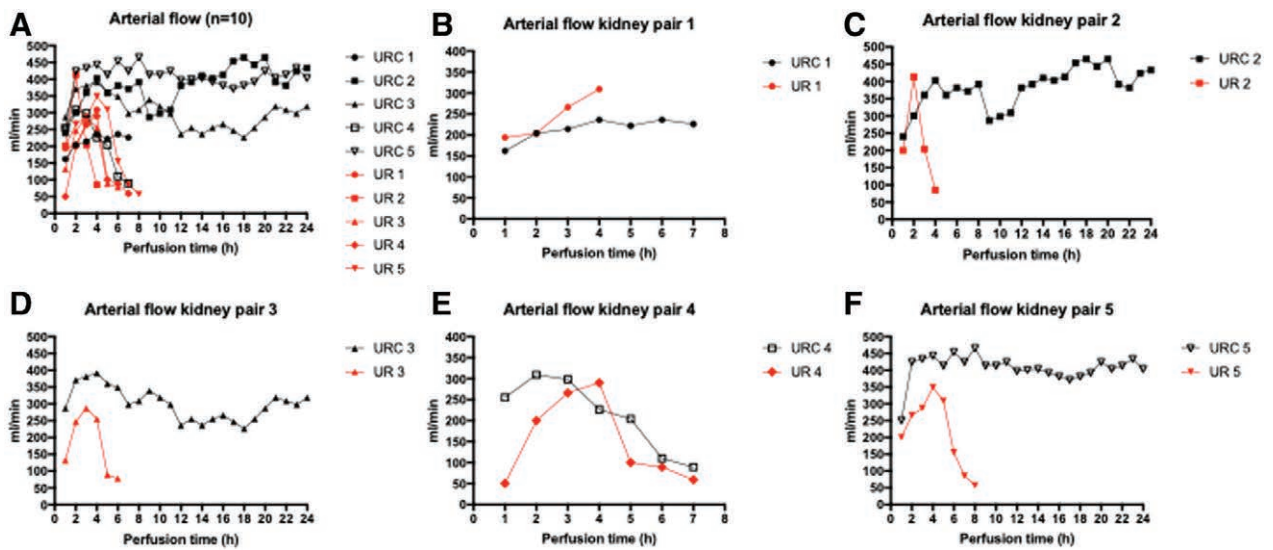 A
Arterial flow (n=10)
ml/min
500
450
400
350
300
250
200
150
100
50
0
0 2 4 6 8 10 12 14 16 18 20 22 24
Perfusion time (h)
URC 1
URC 2
URC 3
URC 4
URC 5
UR 1
UR 2
UR 3
UR 4
UR 5
B
Arterial flow kidney pair 1
ml/min
400
350
300
250
200
150
100
50
0
0 1 2 3 4 5 6 7 8
Perfusion time (h)
URC 1
UR 1
C
Arterial flow kidney pair 2
ml/min
500
450
400
350
300
250
200
150
100
50
0
0 2 4 6 8 10 12 14 16 18 20 22 24
Perfusion time (h)
URC 2
UR 2
D
Arterial flow kidney pair 3
ml/min
500
450
400
350
300
250
200
150
100
50
0
0 2 4 6 8 10 12 14 16 18 20 22 24
Perfusion time (h)
URC 3
UR 3
E
Arterial flow kidney pair 4
ml/min
400
350
300
250
200
150
100
50
0
0 1 2 3 4 5 6 7 8
Perfusion time (h)
URC 4
UR 4
F
Arterial flow kidney pair 5
ml/min
500
450
400
350
300
250
200
150
100
50
0
0 2 4 6 8 10 12 14 16 18 20 22 24
Perfusion time (h)
URC 5
UR 5